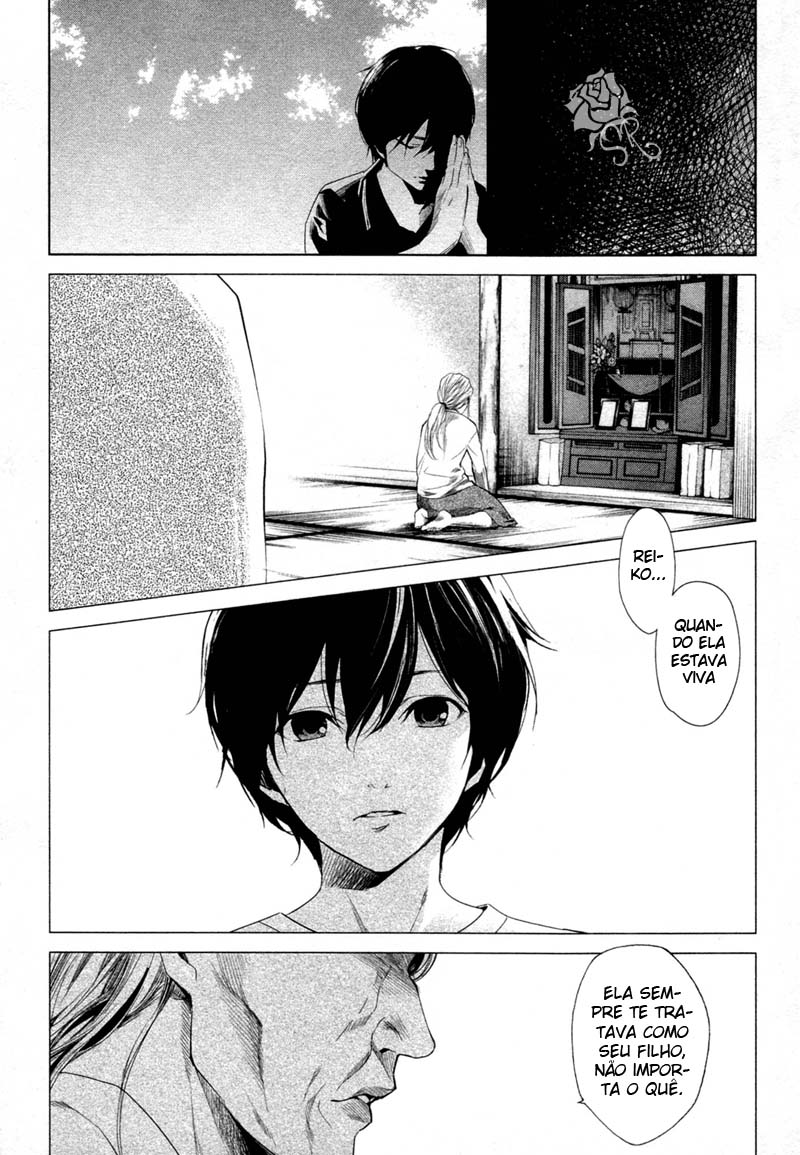 SMR
REI-
KO...
QUAN-
DO ELA
ESTAVA
VIVA
ELA SEM-
PRE TE TRA-
TAVA COMO
SEU FILHO,
NÃO IMPOR-
TA O QUÊ.